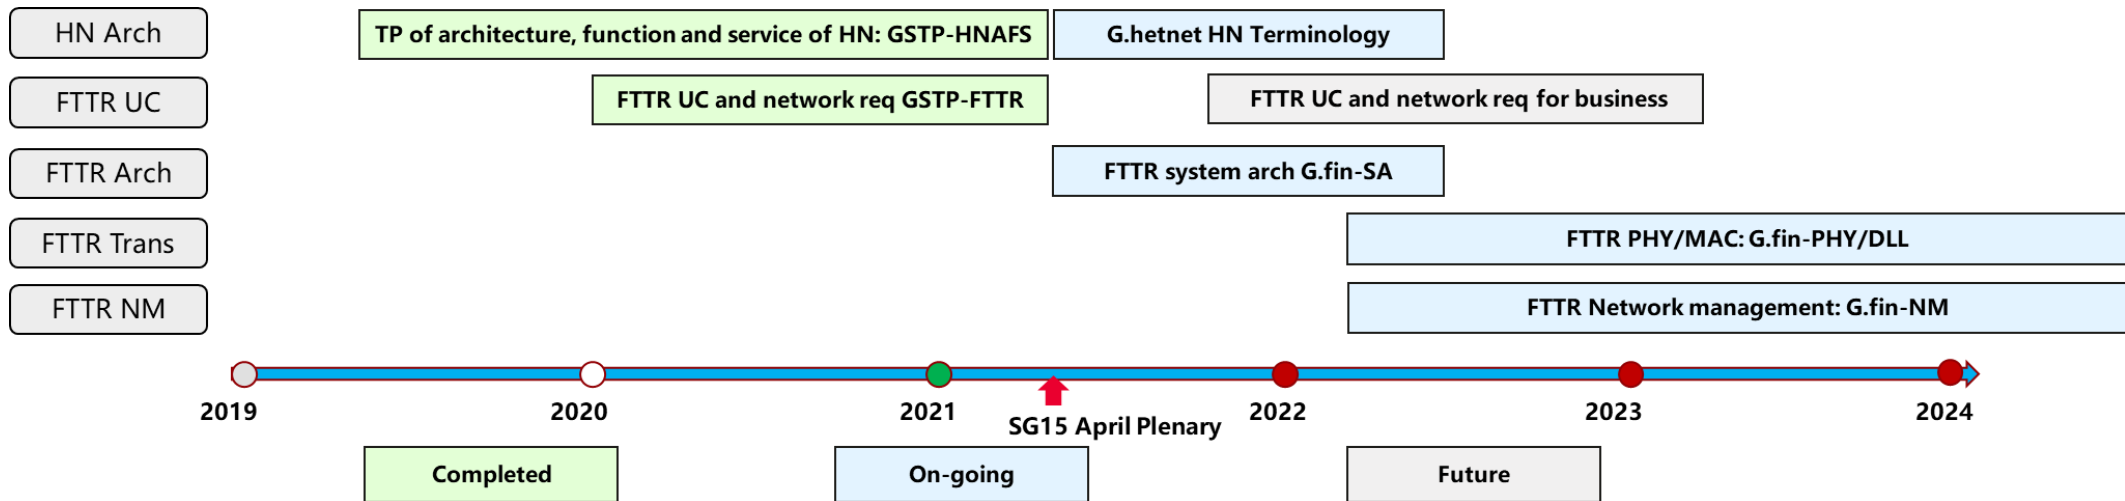 HN Arch
TP of architecture, function and service of HN: GSTP-HNAFS
G.hetnet HN Terminology
FTTR UC
FTTR UC and network req GSTP-FTTR
FTTR UC and network req for business
FTTR Arch
FTTR system arch G.fin-SA
FTTR Trans
FTTR PHY/MAC: G.fin-PHY/DLL
FTTR NM
FTTR Network management: G.fin-NM
2019
2020
2021
2022
2023
2024
SG15 April Plenary
Completed
On-going
Future